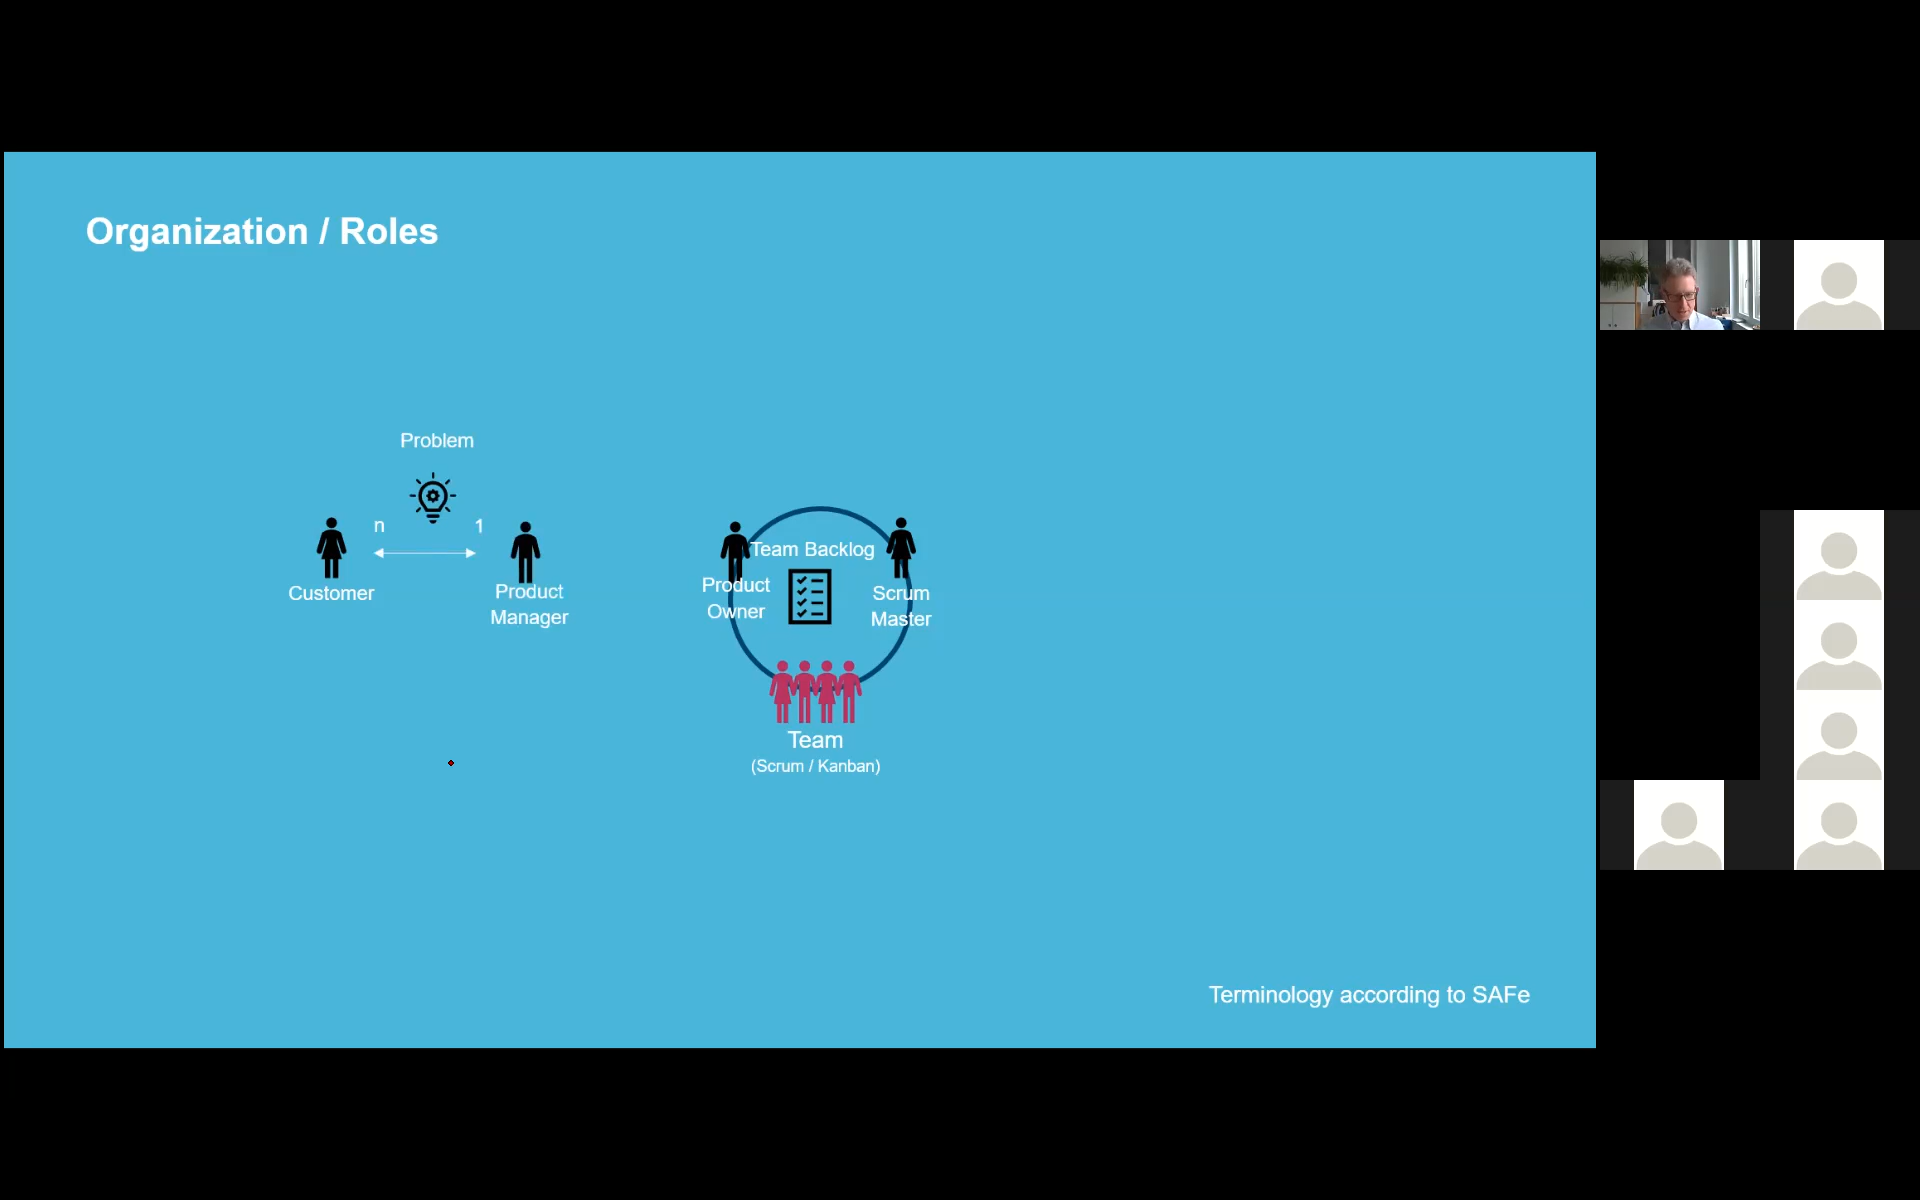 Organization / Roles
Problem
n 1
Customer
Product
Manager
Team Backlog
Product
Owner
Scrum
Master
Team
(Scrum / Kanban)
Terminology according to SAFe